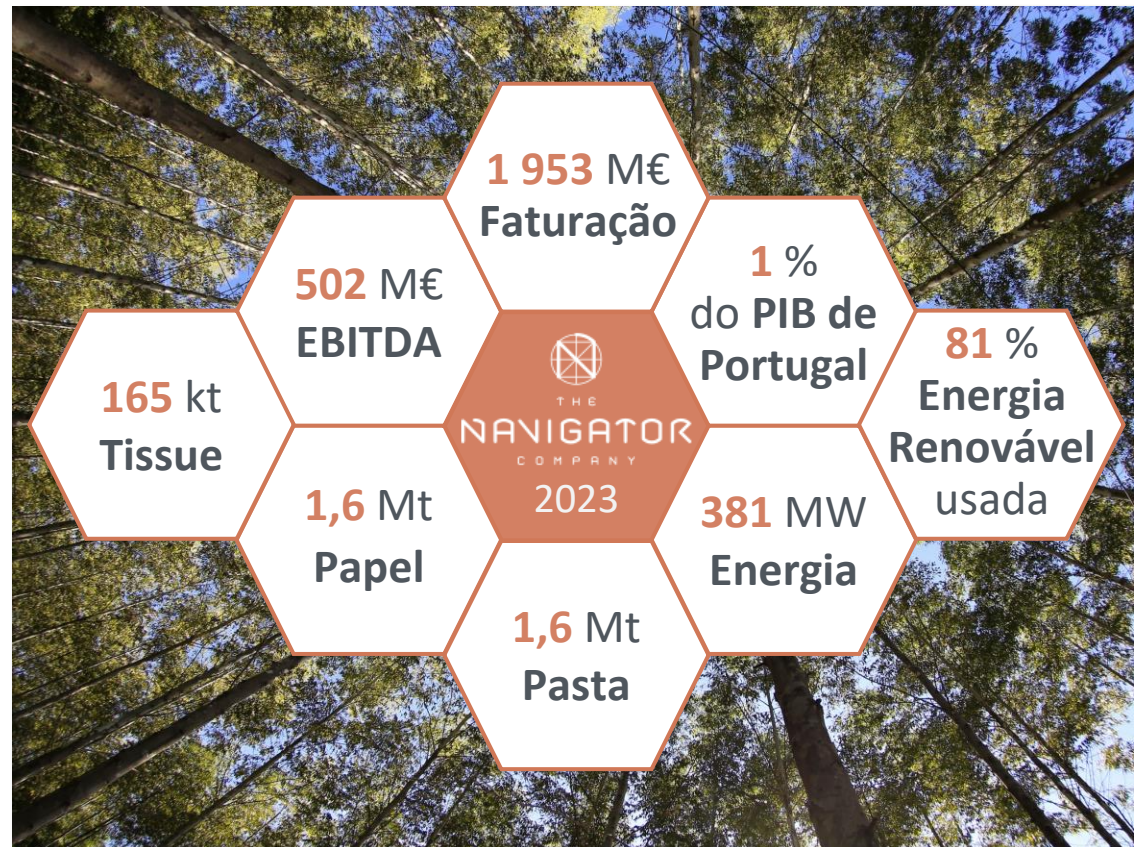 1 953 M€
Faturação
502 M€
EBITDA
1 %
do PIB de
Portugal
81 %
Energia
Renovável
usada
165 kt
Tissue
THE
NAVIGATOR
COMPANY
2023
1,6 Mt
Papel
381 MW
Energia
1,6 Mt
Pasta